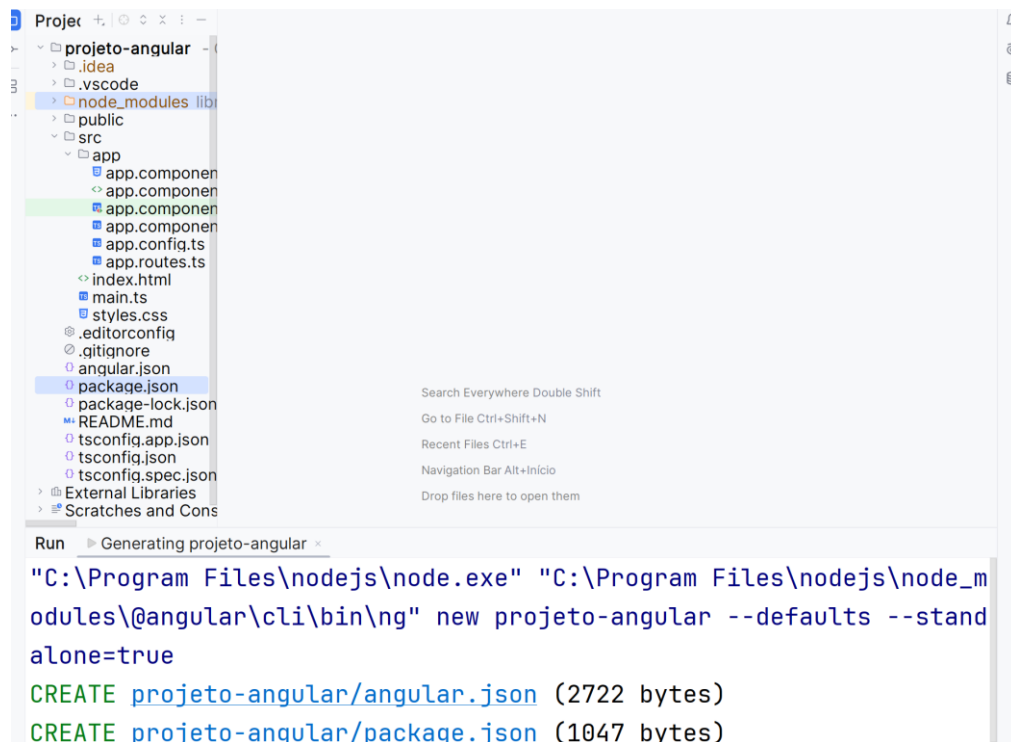 Projec
projeto-angular
.idea
.vscode
node_modules libr
public
src
app
app.componen
app.componen
app.componen
app.componen
app.config.ts
app.routes.ts
index.html
main.ts
styles.css
.editorconfig
.gitignore
angular.json
package.json
package-lock.json
README.md
tsconfig.app.json
tsconfig.json
tsconfig.spec.json
External Libraries
Scratches and Cons
Search Everywhere Double Shift
Go to File Ctrl+Shift+N
Recent Files Ctrl+E
Navigation Bar Alt+Início
Drop files here to open them
Run Generating projeto-angular
"C:\Program Files\nodejs\node.exe" "C:\Program Files\nodejs\node_m
odules\@angular\cli\bin\ng" new projeto-angular --defaults --stand
alone=true
CREATE projeto-angular/angular.json (2722 bytes)
CREATE projeto-angular/package.json (1047 bytes)